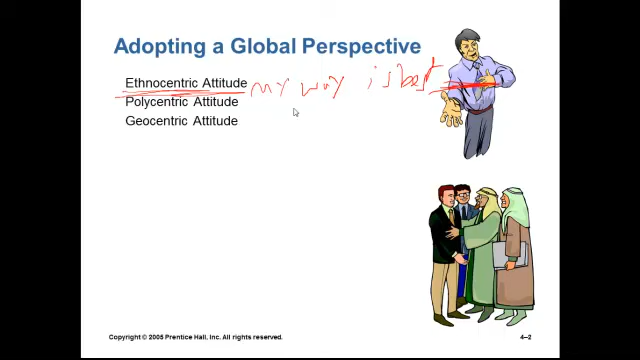 Adopting a Global Perspective
Ethnocentric Attitude my way is best
Polycentric Attitude
Geocentric Attitude
Copyright © 2005 Prentice Hall, Inc. All rights reserved.
4–2